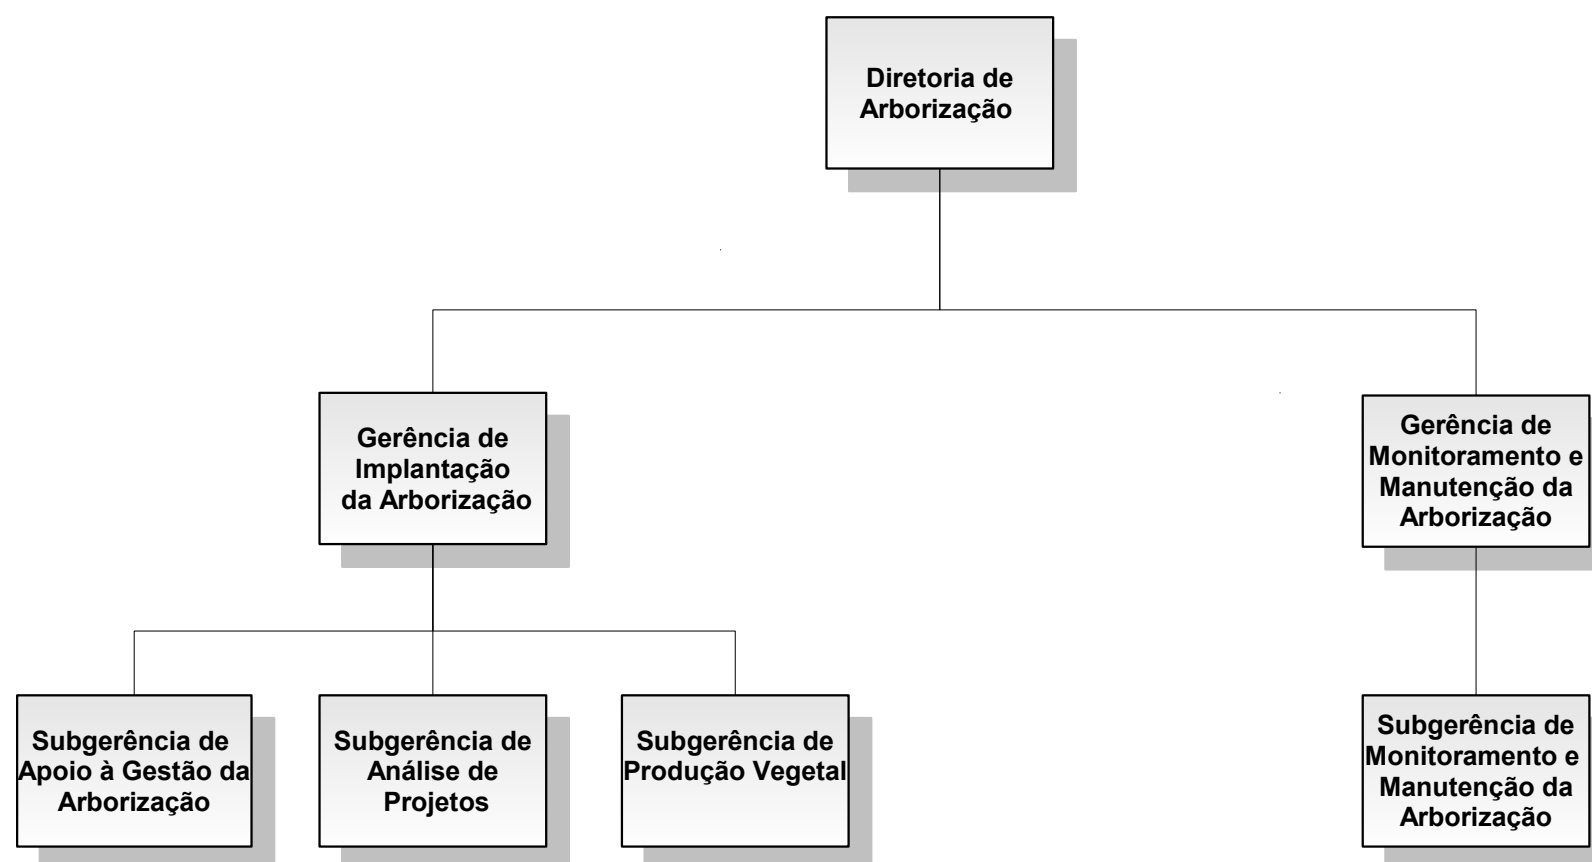 Diretoria de
Arborização
Gerência de
Implantação
da Arborização
Gerência de
Monitoramento e
Manutenção da
Arborização
Subgerência de
Apoio à Gestão da
Arborização
Subgerência de
Análise de
Projetos
Subgerência de
Produção Vegetal
Subgerência de
Monitoramento e
Manutenção da
Arborização